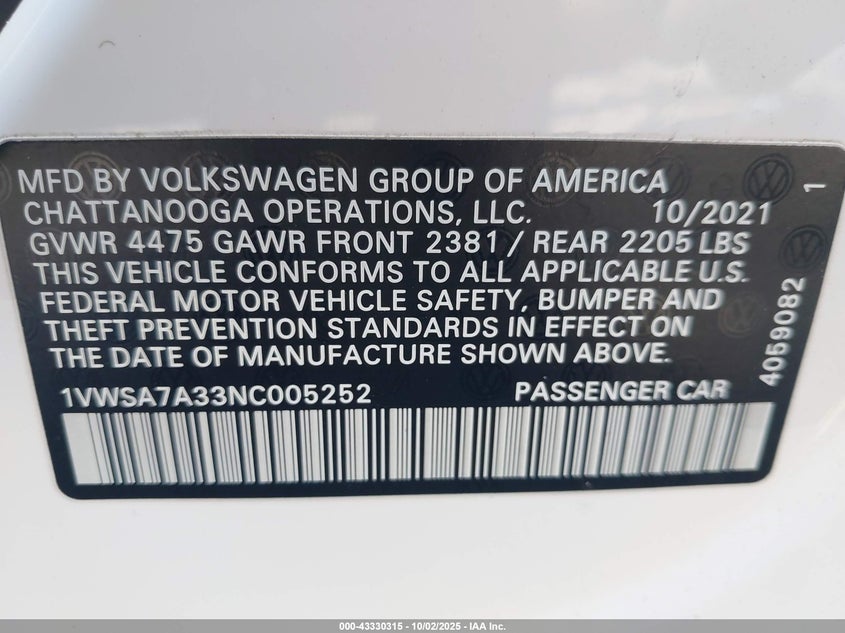 MFD BY VOLKSWAGEN GROUP OF AMERICA
CHATTANOOGA OPERATIONS, LLC. 10/2021
GVWR 4475 GAWR FRONT 2381 / REAR 2205 LBS
THIS VEHICLE CONFORMS TO ALL APPLICABLE U.S.
FEDERAL MOTOR VEHICLE SAFETY, BUMPER AND
THEFT PREVENTION STANDARDS IN EFFECT ON
THE DATE OF MANUFACTURE SHOWN ABOVE.
1VWSA7A33NC005252 PASSENGER CAR
4059082 1
000-43330315 - 10/02/2025 - IAA Inc.